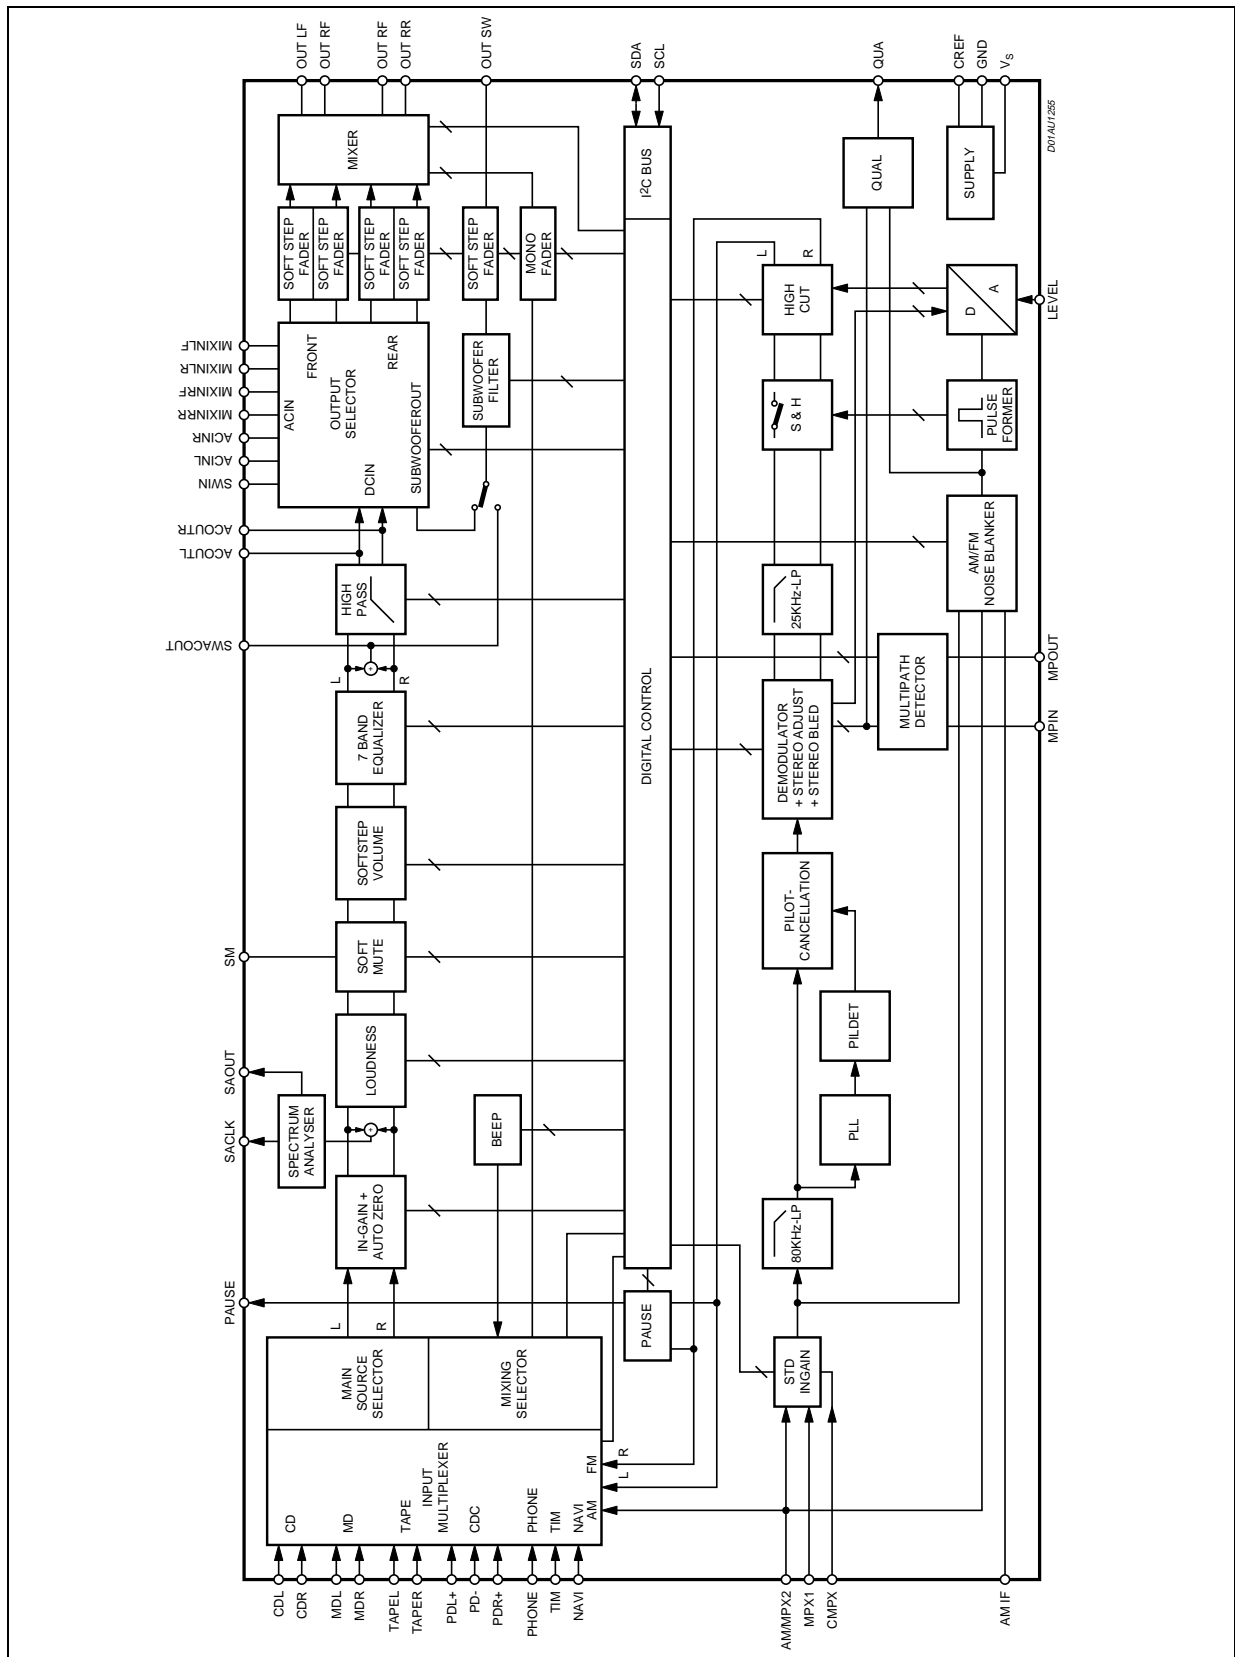 OUT LF
OUT RF
OUT RF
OUT RR
OUT SW
SDA
SCL
QUA
CREF
GND
VS
D01AU1255
MIXER
I2C BUS
QUAL
SUPPLY
SOFT STEP
FADER
SOFT STEP
FADER
SOFT STEP
FADER
SOFT STEP
FADER
SOFT STEP
FADER
MONO
FADER
L
R
HIGH
CUT
D
A
LEVEL
MIXINLF
MIXINLR
MIXINRF
MIXINRR
ACINR
ACINL
SWIN
ACOUTR
ACOUTL
SWACOUT
ACIN
FRONT
OUTPUT
SELECTOR
REAR
DCIN
SUBWOOFEROUT
SUBWOOFER
FILTER
S & H
PULSE
FORMER
HIGH
PASS
+
L
R
25KHz-LP
AM/FM
NOISE BLANKER
7 BAND
EQUALIZER
DIGITAL CONTROL
DEMODULATOR
+ STEREO ADJUST
+ STEREO BLED
MULTIPATH
DETECTOR
MPOUT
MPIN
SOFTSTEP
VOLUME
PILOT-
CANCELLATION
SM
SOFT
MUTE
PILDET
SAOUT
LOUDNESS
SACLK
SPECTRUM
ANALYSER
+
BEEP
PLL
IN-GAIN +
AUTO ZERO
80KHz-LP
PAUSE
L
R
PAUSE
MAIN
SOURCE
SELECTOR
MIXING
SELECTOR
STD
INGAIN
CD
MD
TAPE
INPUT
MULTIPLEXER
CDC
PHONE
TIM
NAVI
AM
FM
L
R
CDL
CDR
MDL
MDR
TAPEL
TAPER
PDL+
PD-
PDR+
PHONE
TIM
NAVI
AM/MPX2
MPX1
CMPX
AM IF